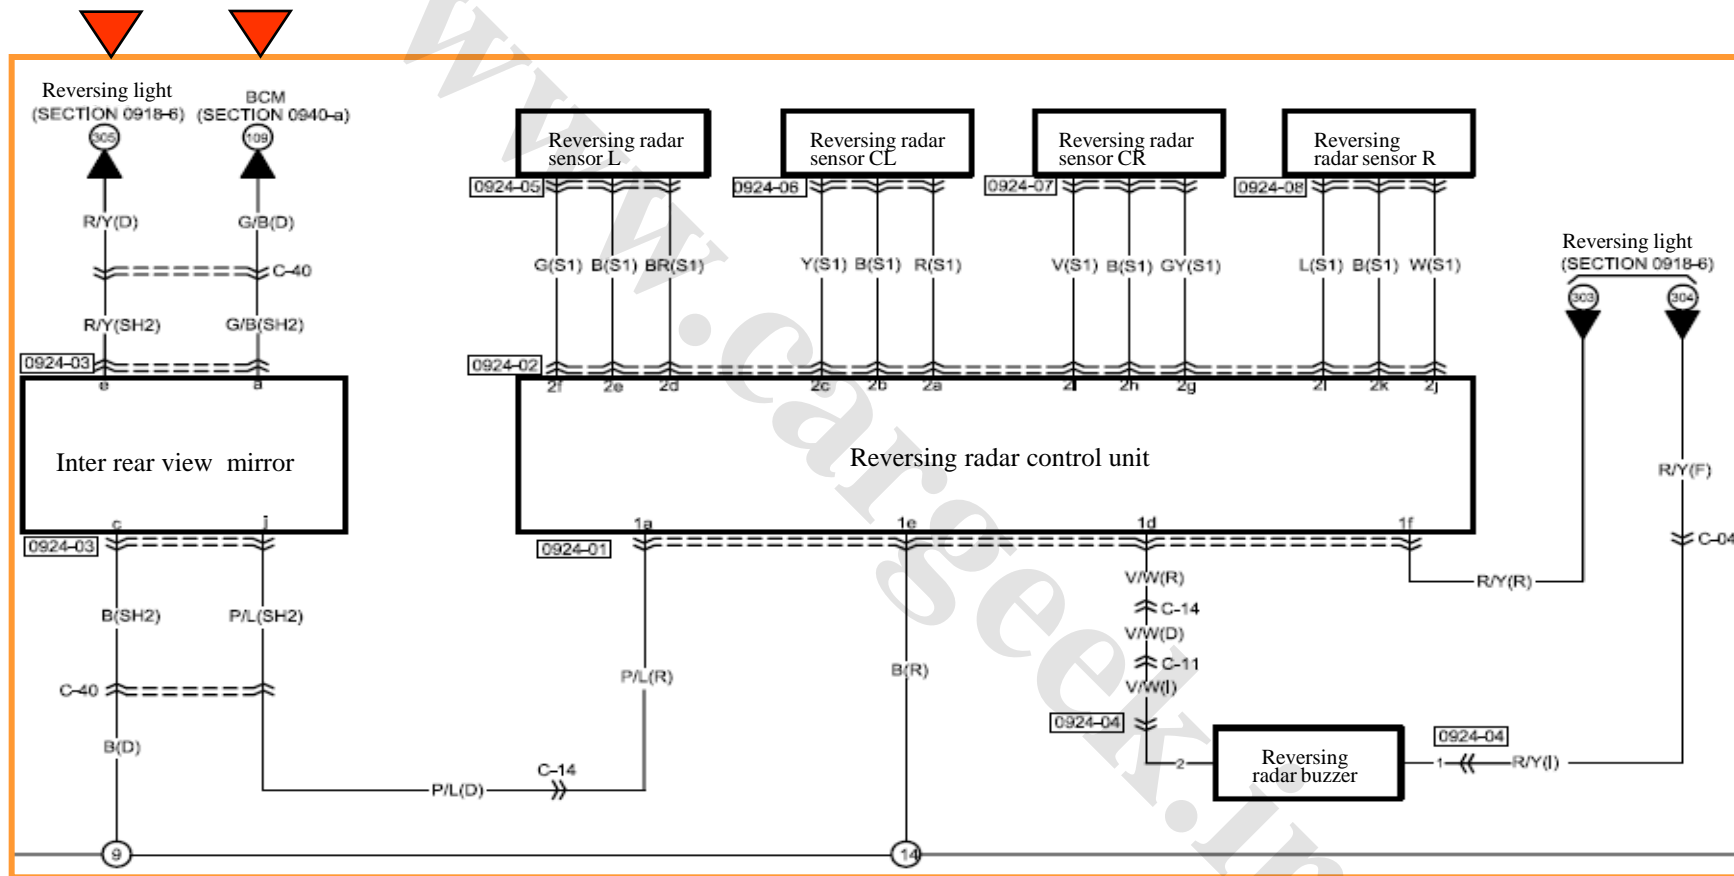 Reversing light
(SECTION 0918-6)
305
BCM
(SECTION 0940-a)
109
R/Y(D)
G/B(D)
C-40
R/Y(SH2)
G/B(SH2)
0924-03
e
a
Inter rear view mirror
c
j
0924-03
B(SH2)
P/L(SH2)
C-40
B(D)
P/L(D)
C-14
9
Reversing radar
sensor L
0924-05
G(S1)
B(S1)
BR(S1)
Reversing radar
sensor CL
0924-06
Y(S1)
B(S1)
R(S1)
Reversing radar
sensor CR
0924-07
V(S1)
B(S1)
GY(S1)
Reversing
radar sensor R
0924-08
L(S1)
B(S1)
W(S1)
0924-02
2f
2e
2d
2c
2b
2a
2h
2g
2k
2j
Reversing radar control unit
1a
1e
1d
1f
0924-01
P/L(R)
B(R)
14
V/W(R)
C-14
V/W(D)
C-11
V/W(I)
0924-04
2
Reversing
radar buzzer
1
0924-04
R/Y(I)
R/Y(R)
Reversing light
(SECTION 0918-6)
303
304
R/Y(F)
C-04
www.cargeek.ir